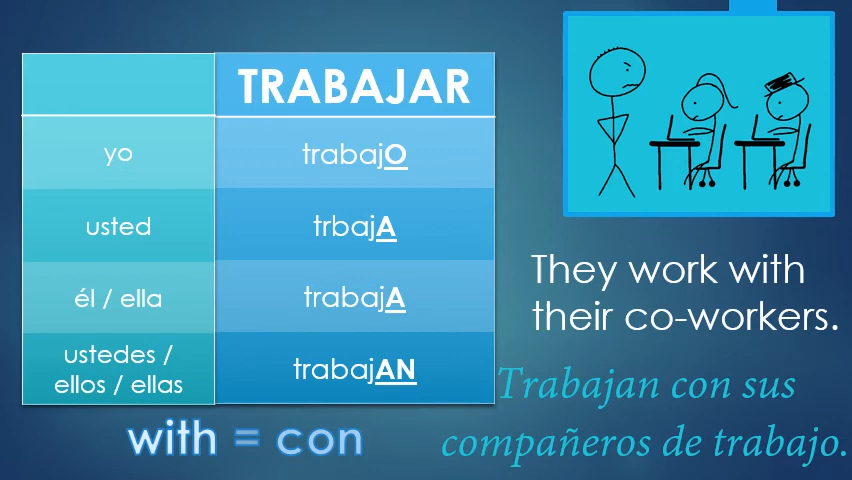 TRABAJAR
yo trabajO
usted trbajA
él / ella trabajA
ustedes /
ellos / ellas trabajAN
with = con
They work with
their co-workers.
Trabajan con sus
compañeros de trabajo.